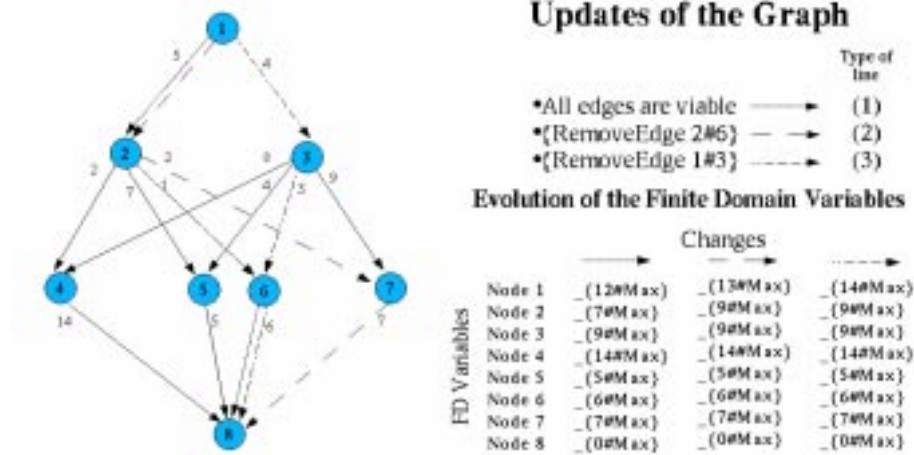 1
5
4
2
2
0
3
2
7
1
4
3
9
4
5
6
7
14
5
6
7
8
Updates of the Graph
Type of
line
•All edges are viable (1)
•{RemoveEdge 2#6} (2)
•{RemoveEdge 1#3} (3)
Evolution of the Finite Domain Variables
Changes
FD Variables
Node 1 _{12#Max} _{13#Max} _{14#Max}
Node 2 _{7#Max} _{9#Max} _{9#Max}
Node 3 _{9#Max} _{9#Max} _{9#Max}
Node 4 _{14#Max} _{14#Max} _{14#Max}
Node 5 _{5#Max} _{5#Max} _{5#Max}
Node 6 _{6#Max} _{6#Max} _{6#Max}
Node 7 _{7#Max} _{7#Max} _{7#Max}
Node 8 _{0#Max} _{0#Max} _{0#Max}